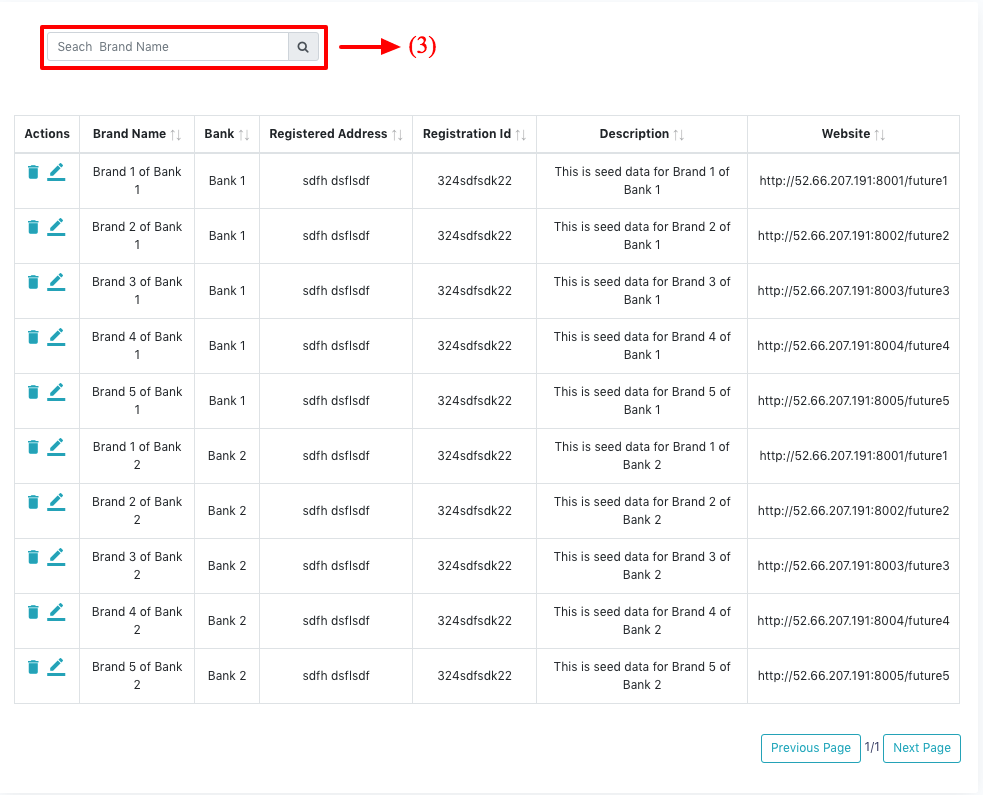 Seach  Brand Name
(3)
Actions Brand Name Bank Registered Address Registration Id Description Website
Brand 1 of Bank 1 Bank 1 sdfh dsflsdf 324sdfsdk22 This is seed data for Brand 1 of Bank 1 http://52.66.207.191:8001/future1
Brand 2 of Bank 1 Bank 1 sdfh dsflsdf 324sdfsdk22 This is seed data for Brand 2 of Bank 1 http://52.66.207.191:8002/future2
Brand 3 of Bank 1 Bank 1 sdfh dsflsdf 324sdfsdk22 This is seed data for Brand 3 of Bank 1 http://52.66.207.191:8003/future3
Brand 4 of Bank 1 Bank 1 sdfh dsflsdf 324sdfsdk22 This is seed data for Brand 4 of Bank 1 http://52.66.207.191:8004/future4
Brand 5 of Bank 1 Bank 1 sdfh dsflsdf 324sdfsdk22 This is seed data for Brand 5 of Bank 1 http://52.66.207.191:8005/future5
Brand 1 of Bank 2 Bank 2 sdfh dsflsdf 324sdfsdk22 This is seed data for Brand 1 of Bank 2 http://52.66.207.191:8001/future1
Brand 2 of Bank 2 Bank 2 sdfh dsflsdf 324sdfsdk22 This is seed data for Brand 2 of Bank 2 http://52.66.207.191:8002/future2
Brand 3 of Bank 2 Bank 2 sdfh dsflsdf 324sdfsdk22 This is seed data for Brand 3 of Bank 2 http://52.66.207.191:8003/future3
Brand 4 of Bank 2 Bank 2 sdfh dsflsdf 324sdfsdk22 This is seed data for Brand 4 of Bank 2 http://52.66.207.191:8004/future4
Brand 5 of Bank 2 Bank 2 sdfh dsflsdf 324sdfsdk22 This is seed data for Brand 5 of Bank 2 http://52.66.207.191:8005/future5
Previous Page 1/1 Next Page